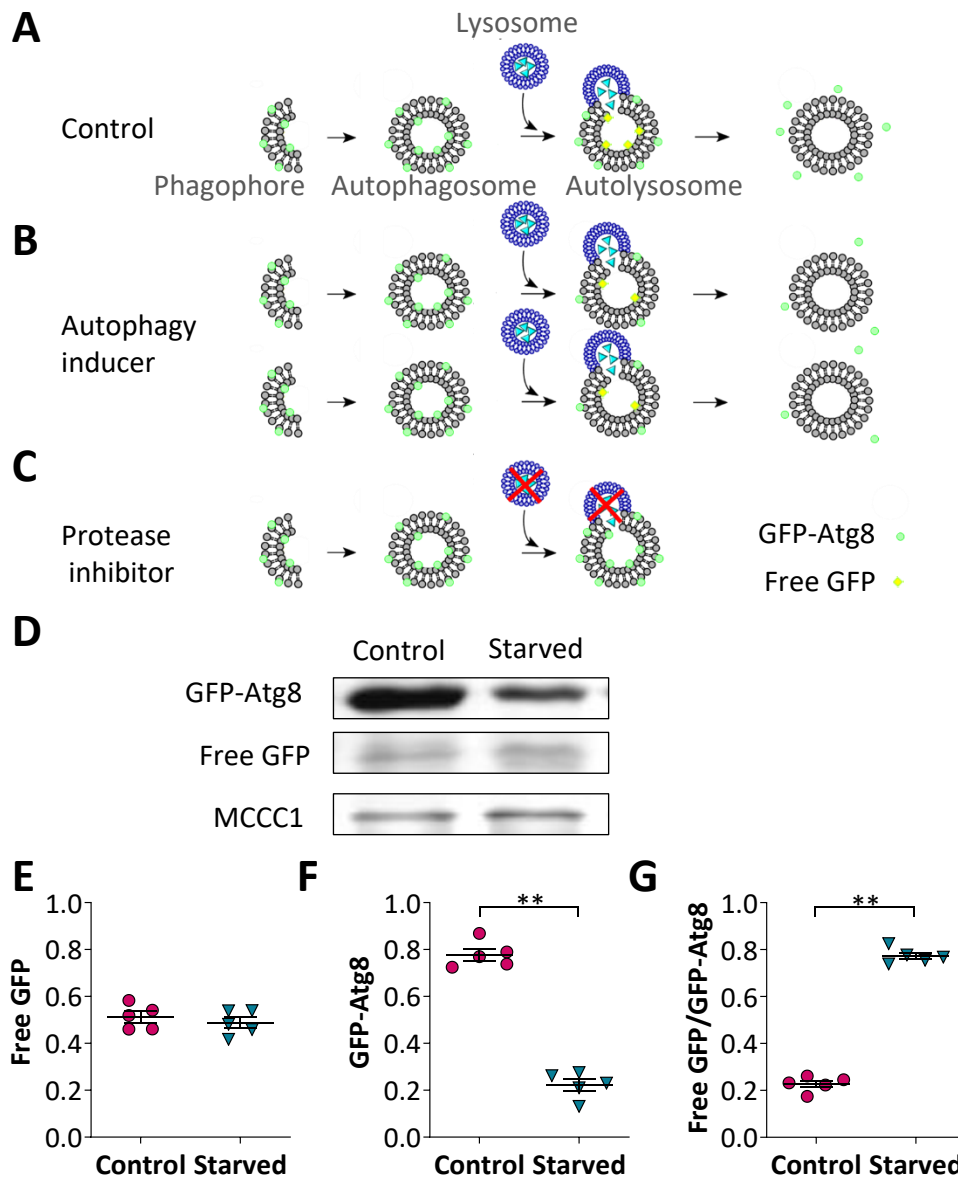 A
Lysosome
Control
Phagophore Autophagosome Autolysosome
B
Autophagy
inducer
C
Protease
inhibitor
GFP-Atg8
Free GFP
D
Control Starved
GFP-Atg8
Free GFP
MCCC1
E
Free GFP
1.0
0.8
0.6
0.4
0.2
0.0
Control Starved
F
GFP-Atg8
1.0
0.8
0.6
0.4
0.2
0.0
**
Control Starved
G
Free GFP/GFP-Atg8
1.0
0.8
0.6
0.4
0.2
0.0
**
Control Starved